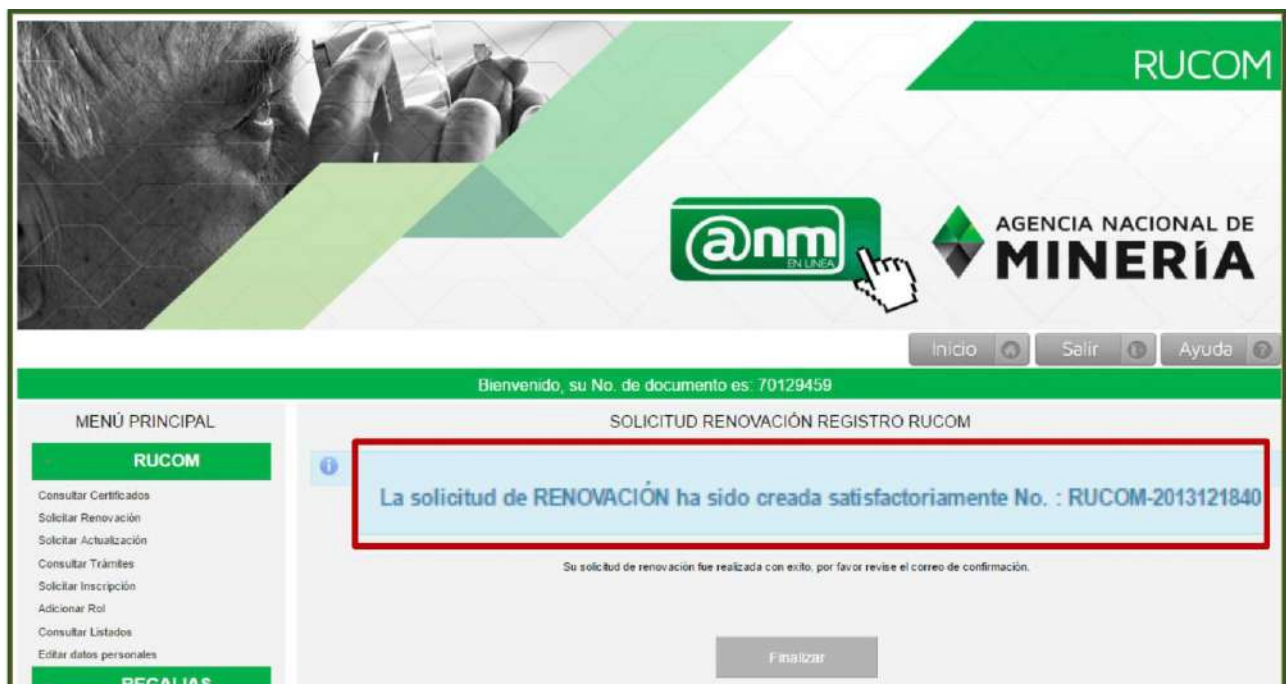 RUCOM
@nm
EN LINEA
AGENCIA NACIONAL DE
MINERÍA
Inicio
Salir
Ayuda
Bienvenido, su No. de documento es: 70129459
MENÚ PRINCIPAL
SOLICITUD RENOVACIÓN REGISTRO RUCOM
RUCOM
La solicitud de RENOVACIÓN ha sido creada satisfactoriamente No. : RUCOM-2013121840
Consultar Certificados
Solicitar Renovación
Solicitar Actualización
Consultar Trámites
Su solicitud de renovación fue realizada con exito, por favor revise el correo de confirmación.
Solicitar Inscripción
Adicionar Rol
Consultar Listados
Editar datos personales
Finalizar
REGALIAS